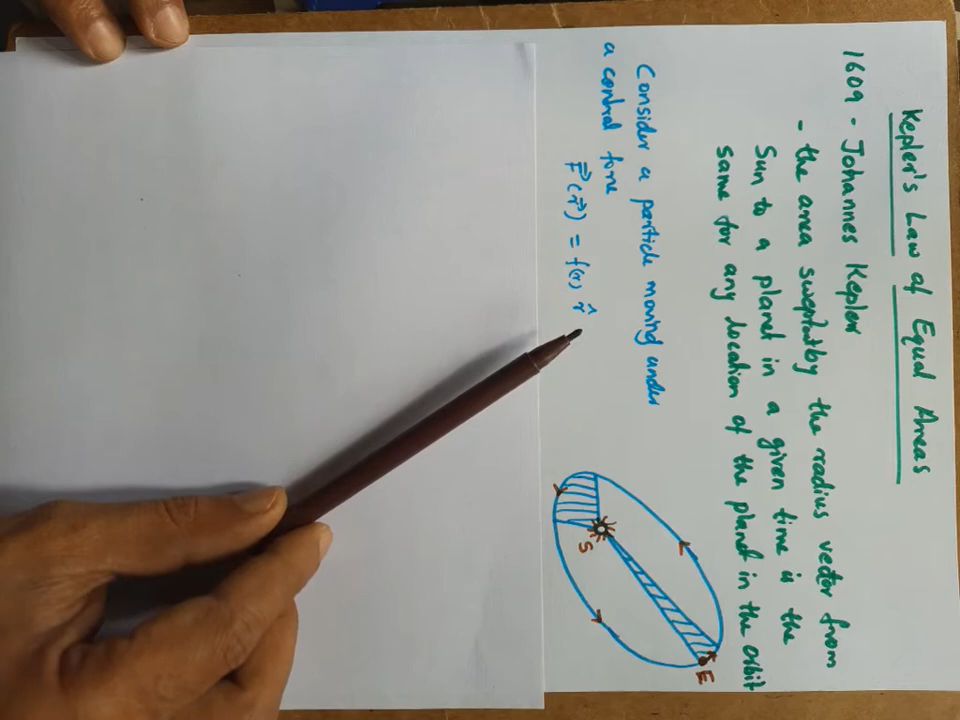 Kepler's Law of Equal Areas
1609 - Johannes Kepler
- the area swept by the radius vector from
Sun to a planet in a given time is the
same for any location of the planet in the orbit
Consider a particle moving under
a central force
F⃗(r⃗) = f(r) r̂
S
E